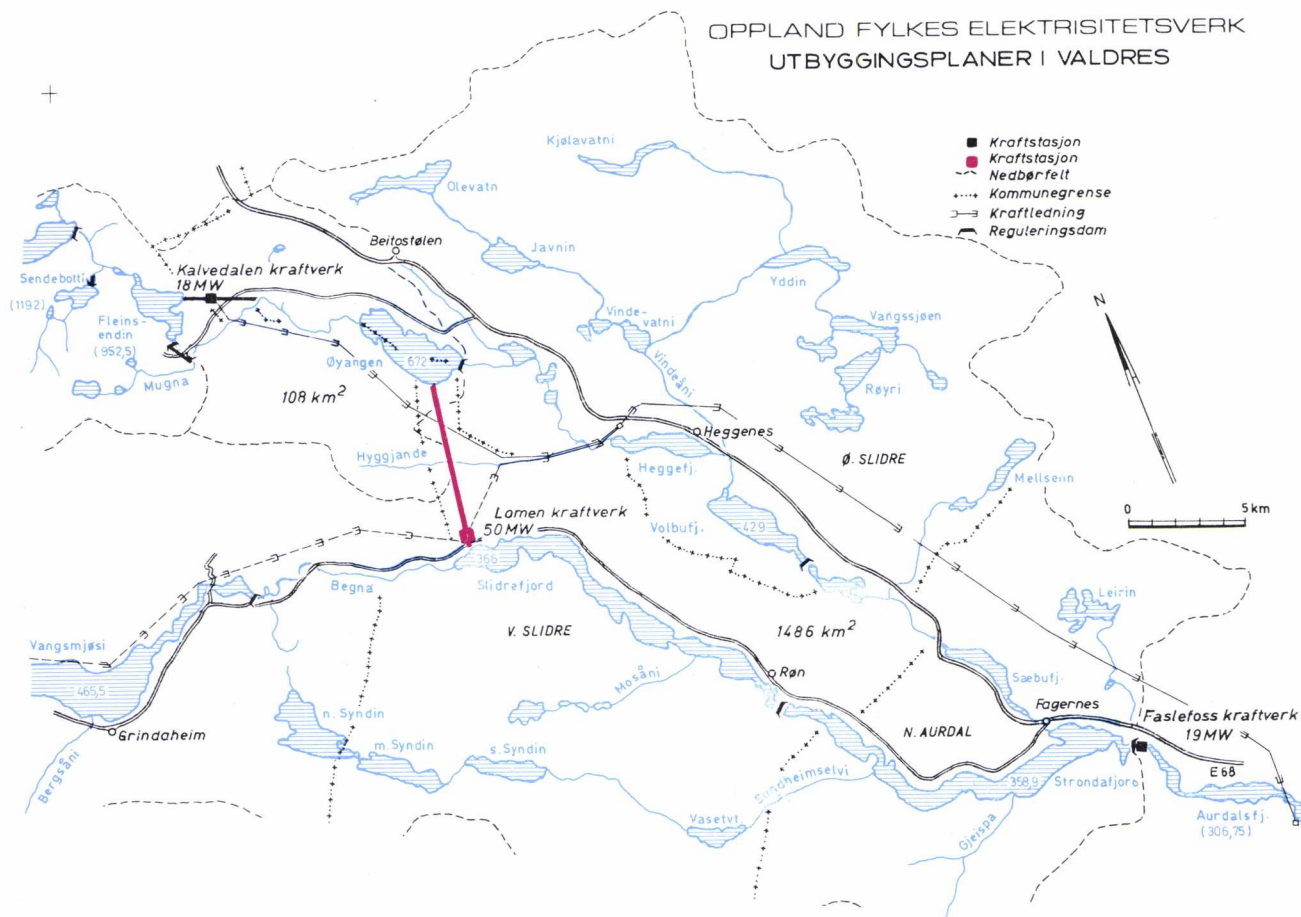 OPPLAND FYLKES ELEKTRISITETSVERK
UTBYGGINGSPLANER I VALDRES
Kraftstasjon
Kraftstasjon
Nedbørfelt
Kommunegrense
Kraftledning
Reguleringsdam
N
0 5 km
Kjølavatni
Olevatn
Beitostølen
Javnin
Yddin
Vangssjøen
Vinde-
vatni
Vindeåni
Røyri
Sendebotti
(1192)
Kalvedalen kraftverk
18 MW
Fleins-
endin
(952,5)
Mugna
Øyangen
672
108 km²
Hyggjande
Heggenes
Heggefj.
Ø. SLIDRE
Mellsenn
Lomen kraftverk
50 MW
366
Slidrefjord
Begna
Volbufj.
429
Leirin
1486 km²
V. SLIDRE
Vangsmjøsi
465,5
Grindaheim
Bergsåni
Mosåni
Røn
Sæbufj.
Fagernes
Faslefoss kraftverk
19 MW
E 68
N. AURDAL
n. Syndin
m. Syndin
s. Syndin
Sundheimselvi
358,9
Strondafjord
Aurdalsfj.
(306,75)
Vasetvt.
Gjeispa